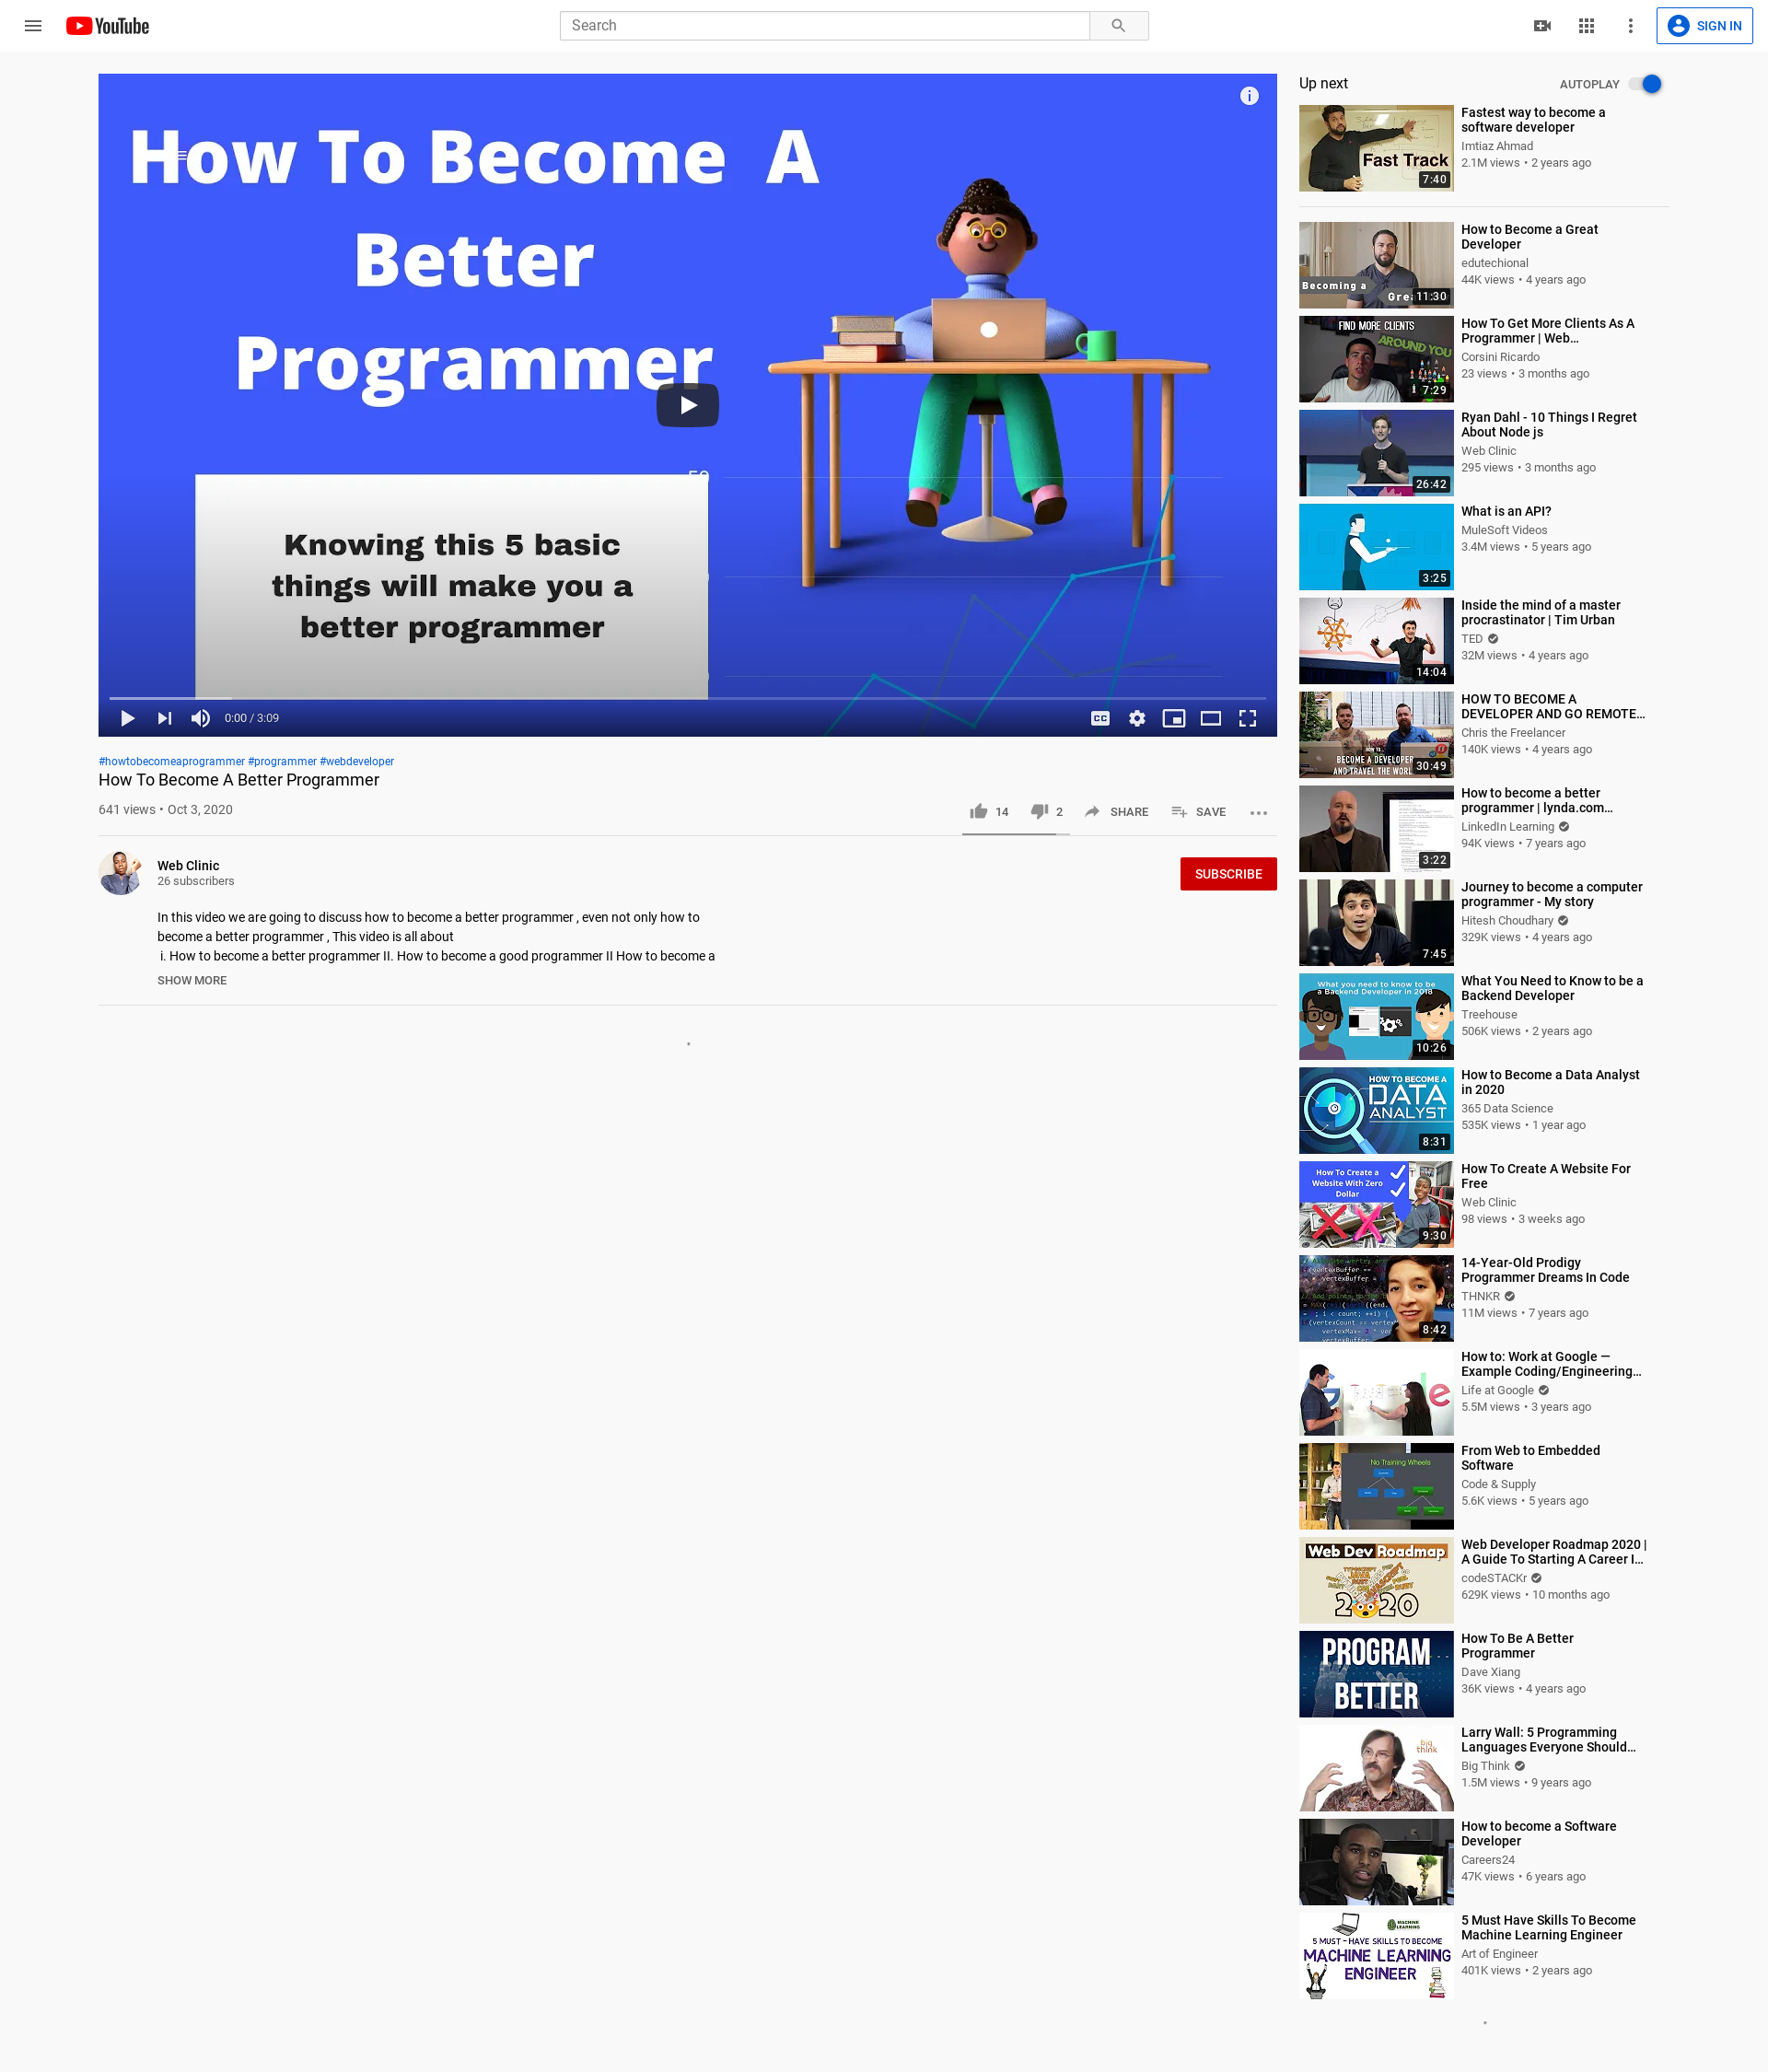 YouTube
Search
SIGN IN
How To Become A
Better
Programmer
Knowing this 5 basic
things will make you a
better programmer
0:00 / 3:09
CC
#howtobecomeaprogrammer #programmer #webdeveloper
How To Become A Better Programmer
641 views • Oct 3, 2020
14
2
SHARE
SAVE
Web Clinic
26 subscribers
SUBSCRIBE
In this video we are going to discuss how to become a better programmer , even not only how to
become a better programmer , This video is all about
i. How to become a better programmer II. How to become a good programmer II How to become a
SHOW MORE
Up next
AUTOPLAY
Fast Track
7:40
Fastest way to become a
software developer
Imtiaz Ahmad
2.1M views • 2 years ago
Becoming a
11:30
How to Become a Great
Developer
edutechional
44K views • 4 years ago
FIND MORE CLIENTS
AROUND YOU
7:29
How To Get More Clients As A
Programmer | Web…
Corsini Ricardo
23 views • 3 months ago
26:42
Ryan Dahl - 10 Things I Regret
About Node js
Web Clinic
295 views • 3 months ago
3:25
What is an API?
MuleSoft Videos
3.4M views • 5 years ago
14:04
Inside the mind of a master
procrastinator | Tim Urban
TED
32M views • 4 years ago
BECOME A DEVELOPER
AND TRAVEL THE WORL
30:49
HOW TO BECOME A
DEVELOPER AND GO REMOTE…
Chris the Freelancer
140K views • 4 years ago
3:22
How to become a better
programmer | lynda.com…
LinkedIn Learning
94K views • 7 years ago
7:45
Journey to become a computer
programmer - My story
Hitesh Choudhary
329K views • 4 years ago
What you need to know to be
a Backend Developer in 2018
10:26
What You Need to Know to be a
Backend Developer
Treehouse
506K views • 2 years ago
HOW TO BECOME A
DATA
ANALYST
8:31
How to Become a Data Analyst
in 2020
365 Data Science
535K views • 1 year ago
How To Create a
Website With Zero
Dollar
9:30
How To Create A Website For
Free
Web Clinic
98 views • 3 weeks ago
8:42
14-Year-Old Prodigy
Programmer Dreams In Code
THNKR
11M views • 7 years ago
How to: Work at Google —
Example Coding/Engineering…
Life at Google
5.5M views • 3 years ago
No Training Wheels
From Web to Embedded
Software
Code & Supply
5.6K views • 5 years ago
Web Dev Roadmap
2020
Web Developer Roadmap 2020 |
A Guide To Starting A Career I…
codeSTACKr
629K views • 10 months ago
PROGRAM
BETTER
How To Be A Better
Programmer
Dave Xiang
36K views • 4 years ago
big
think
Larry Wall: 5 Programming
Languages Everyone Should…
Big Think
1.5M views • 9 years ago
How to become a Software
Developer
Careers24
47K views • 6 years ago
MACHINE
LEARNING
5 MUST - HAVE SKILLS TO BECOME
MACHINE LEARNING
ENGINEER
5 Must Have Skills To Become
Machine Learning Engineer
Art of Engineer
401K views • 2 years ago